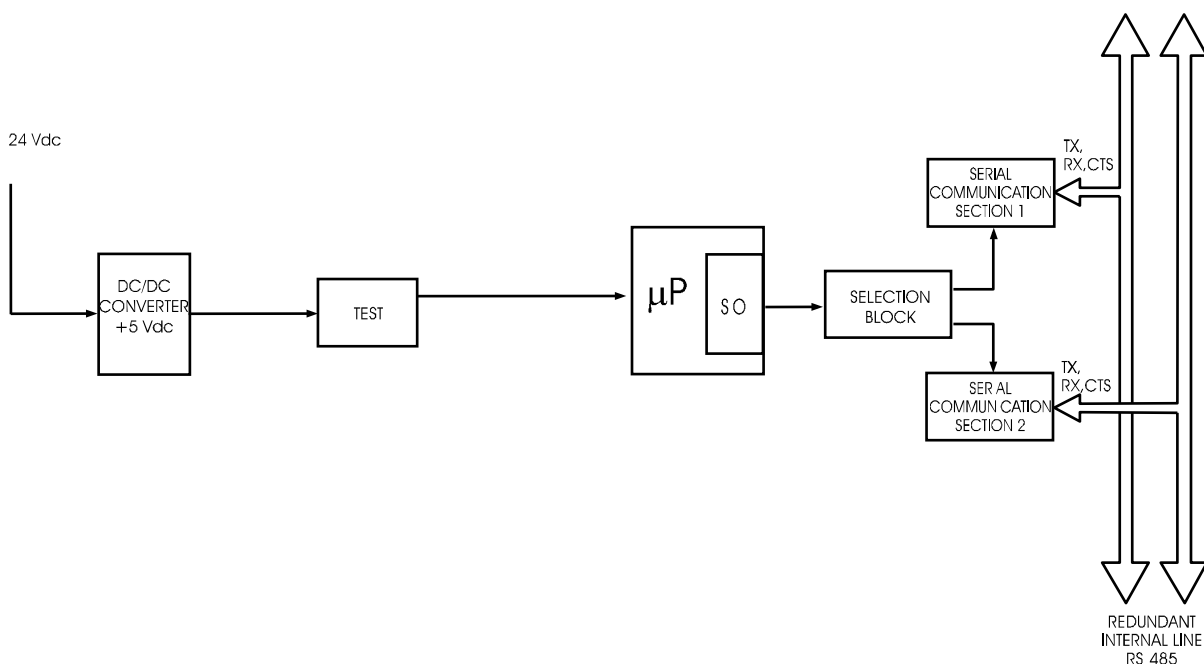 24 Vdc
DC/DC
CONVERTER
+5 Vdc
TEST
µP
S O
SELECTION
BLOCK
TX,
RX,CTS
SERIAL
COMMUNICATION
SECTION 1
TX,
RX,CTS
SER AL
COMMUN CATION
SECTION 2
REDUNDANT
INTERNAL LINE
RS 485